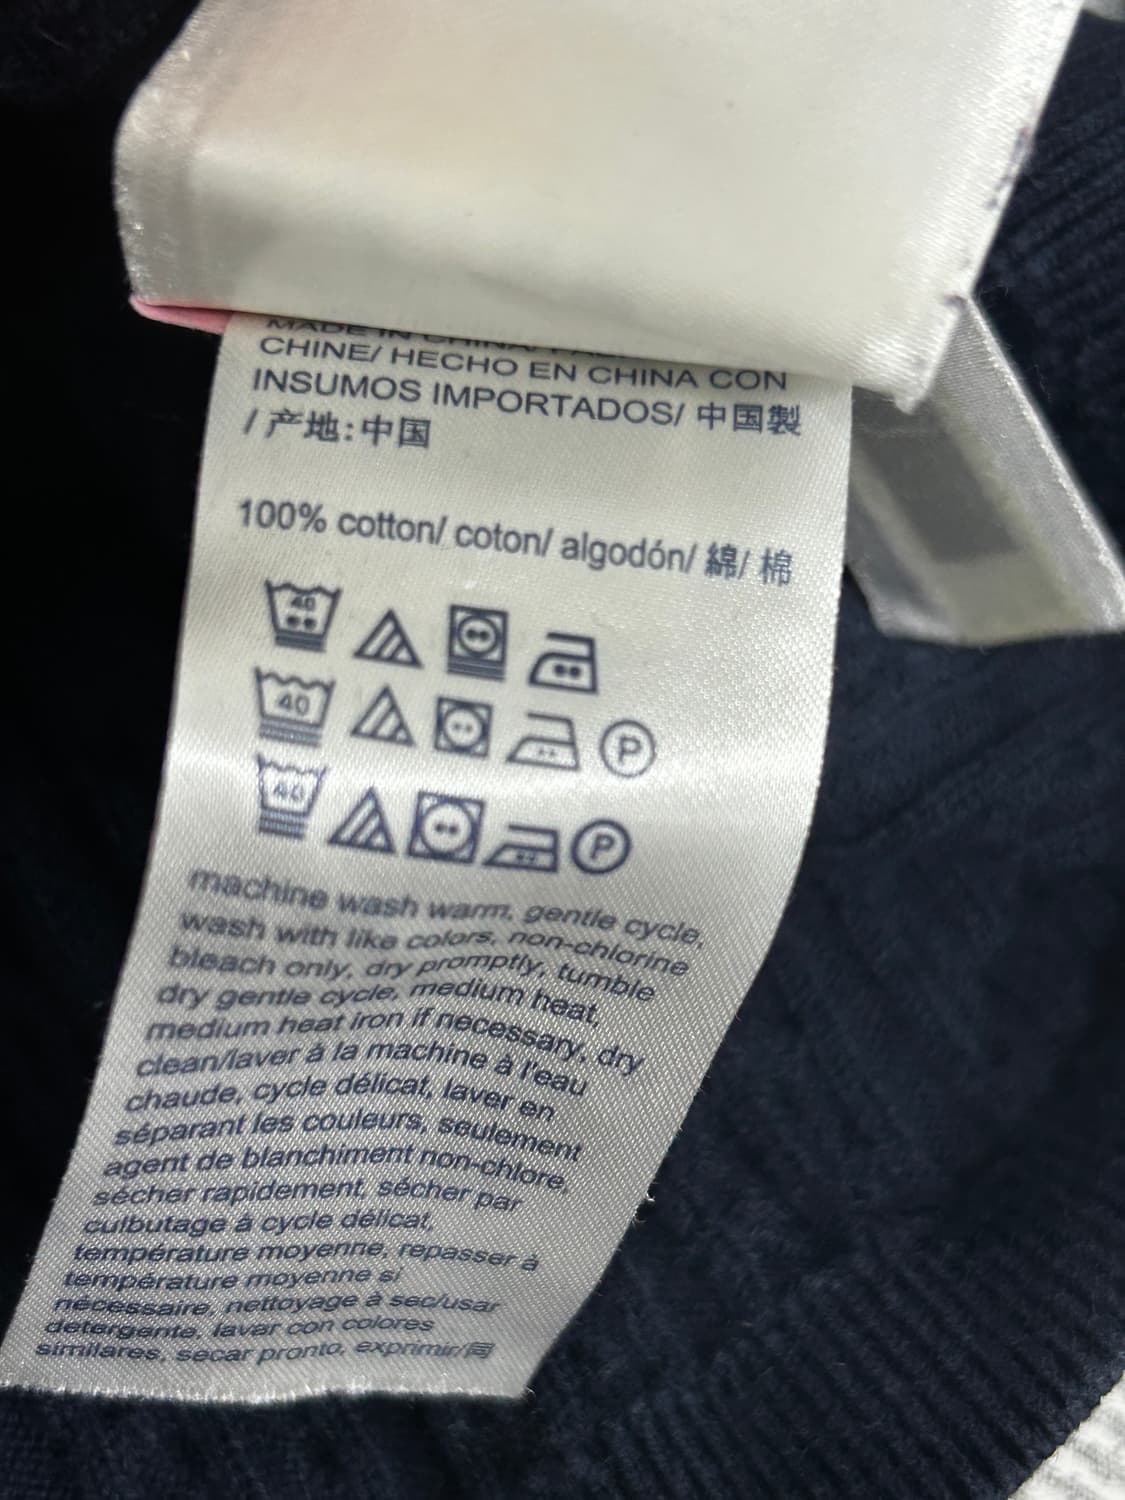 MADE IN CHINA
CHINE/ HECHO EN CHINA CON
INSUMOS IMPORTADOS/ 中国製
/ 产地:中国
100% cotton/ coton/ algodón/ 綿/ 棉
40
40 P
40 P
machine wash warm, gentle cycle,
wash with like colors, non-chlorine
bleach only, dry promptly, tumble
dry gentle cycle, medium heat,
medium heat iron if necessary, dry
clean/laver à la machine à l'eau
chaude, cycle délicat, laver en
séparant les couleurs, seulement
agent de blanchiment non-chlore,
sécher rapidement, sécher par
culbutage à cycle délicat,
température moyenne, repasser à
température moyenne si
nécessaire, nettoyage à sec/usar
detergente, lavar con colores
similares, secar pronto, exprimir/同